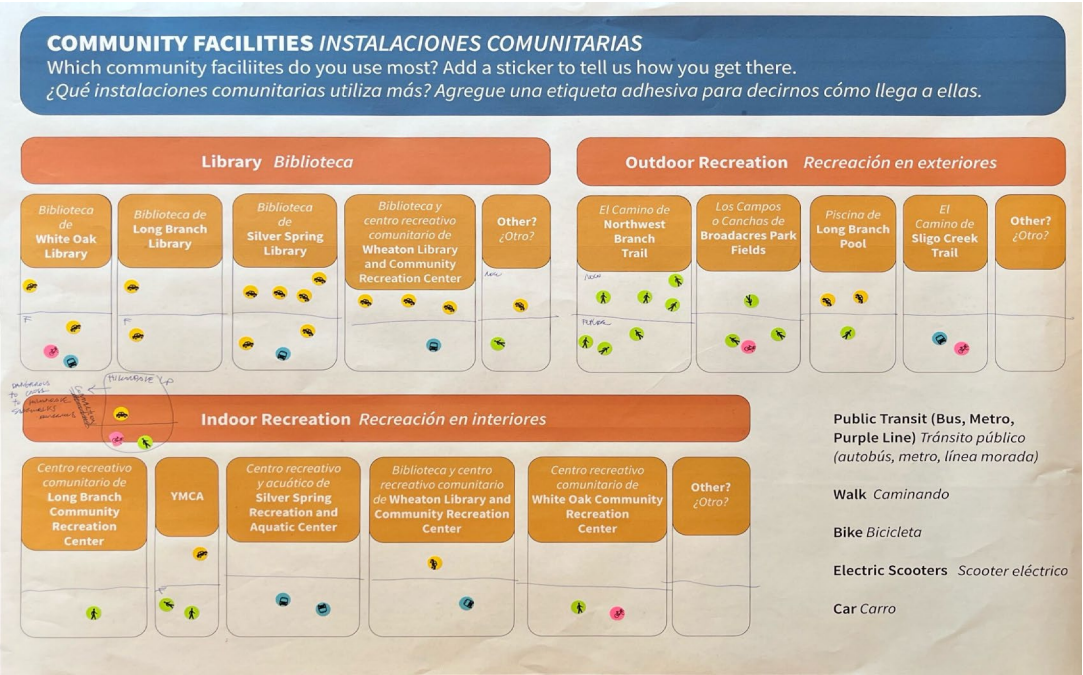 COMMUNITY FACILITIES INSTALACIONES COMUNITARIAS
Which community faciliites do you use most? Add a sticker to tell us how you get there.
¿Qué instalaciones comunitarias utiliza más? Agregue una etiqueta adhesiva para decirnos cómo llega a ellas.
Library Biblioteca
Biblioteca
de
White Oak
Library
Biblioteca de
Long Branch
Library
Biblioteca
de
Silver Spring
Library
Biblioteca y
centro recreativo
comunitario de
Wheaton Library
and Community
Recreation Center
Other?
¿Otro?
Outdoor Recreation Recreación en exteriores
El Camino de
Northwest
Branch
Trail
Los Campos
o Canchas de
Broadacres Park
Fields
Piscina de
Long Branch
Pool
El
Camino de
Sligo Creek
Trail
Other?
¿Otro?
F
F
DANGEROUS
TO CROSS
TO
Indoor Recreation Recreación en interiores
Centro recreativo
comunitario de
Long Branch
Community
Recreation
Center
YMCA
Centro recreativo
y acuático de
Silver Spring
Recreation and
Aquatic Center
Biblioteca y centro
recreativo comunitario
de Wheaton Library and
Community Recreation
Center
Centro recreativo
comunitario de
White Oak Community
Recreation
Center
Other?
¿Otro?
Public Transit (Bus, Metro,
Purple Line) Tránsito público
(autobús, metro, línea morada)
Walk Caminando
Bike Bicicleta
Electric Scooters Scooter eléctrico
Car Carro